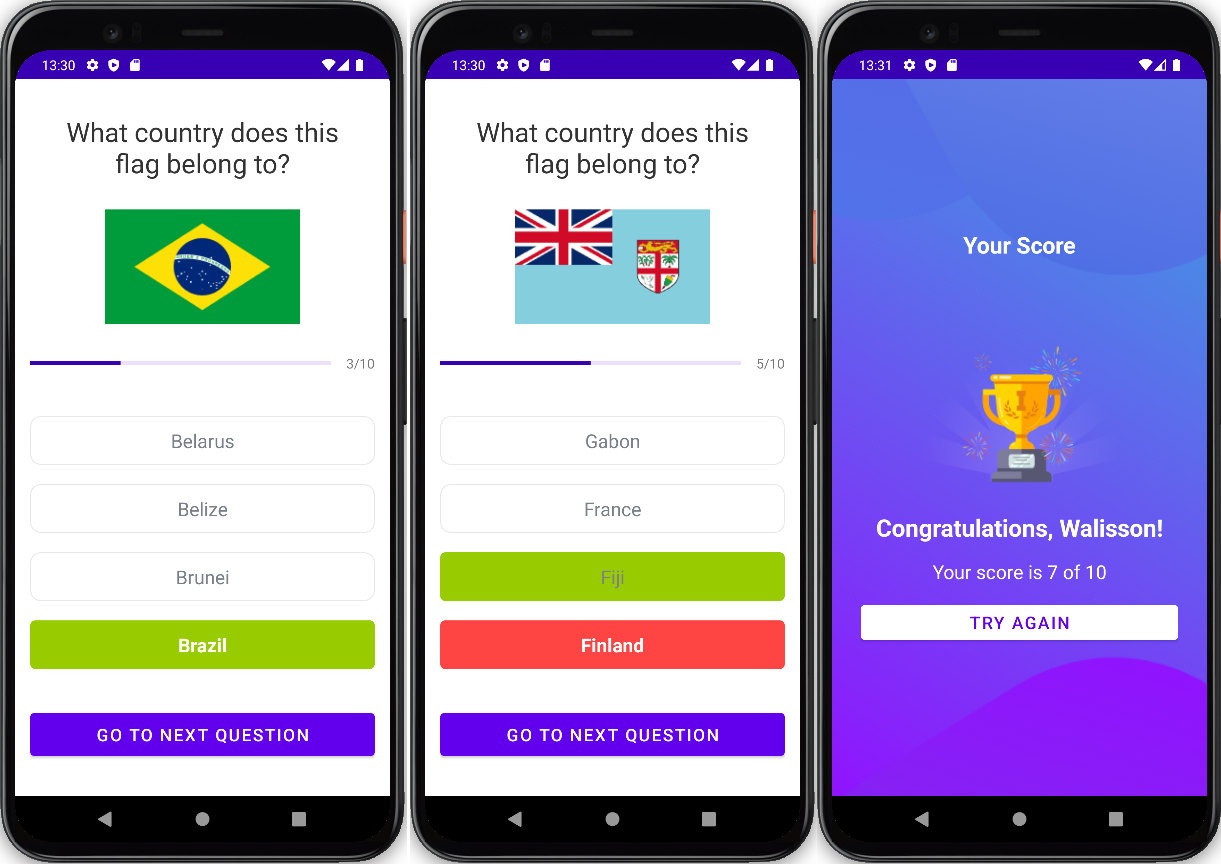 13:30
What country does this
flag belong to?
3/10
Belarus
Belize
Brunei
Brazil
GO TO NEXT QUESTION
13:30
What country does this
flag belong to?
5/10
Gabon
France
Fiji
Finland
GO TO NEXT QUESTION
13:31
Your Score
Congratulations, Walisson!
Your score is 7 of 10
TRY AGAIN